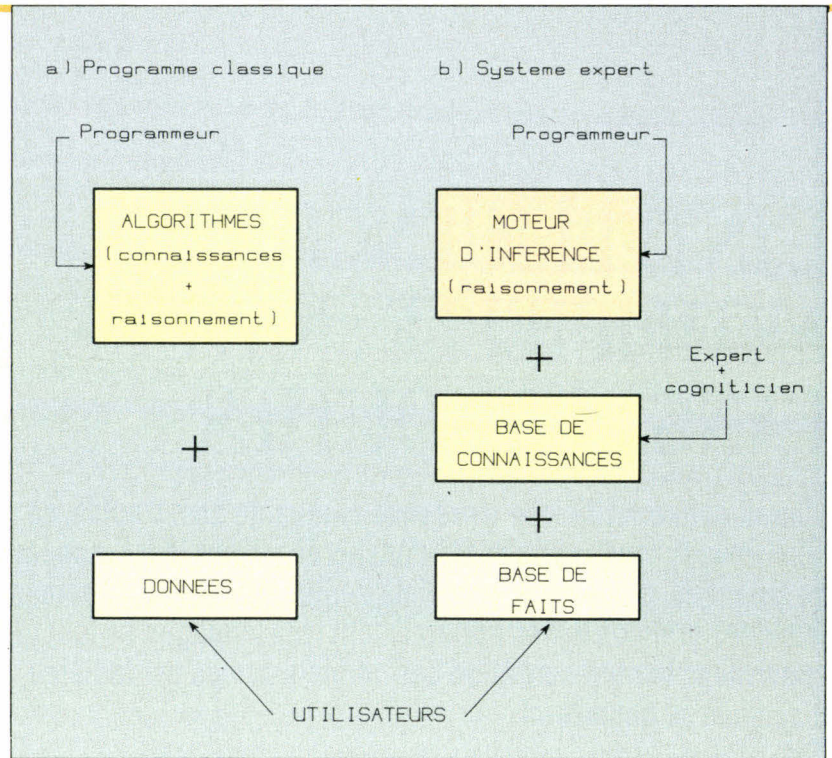 a) Programme classique
Programmeur
ALGORITHMES
(connaissances
+
raisonnement)
+
DONNEES
b) Systeme expert
Programmeur
MOTEUR
D'INFERENCE
(raisonnement)
+
Expert
+
cogniticien
BASE DE
CONNAISSANCES
+
BASE DE
FAITS
UTILISATEURS